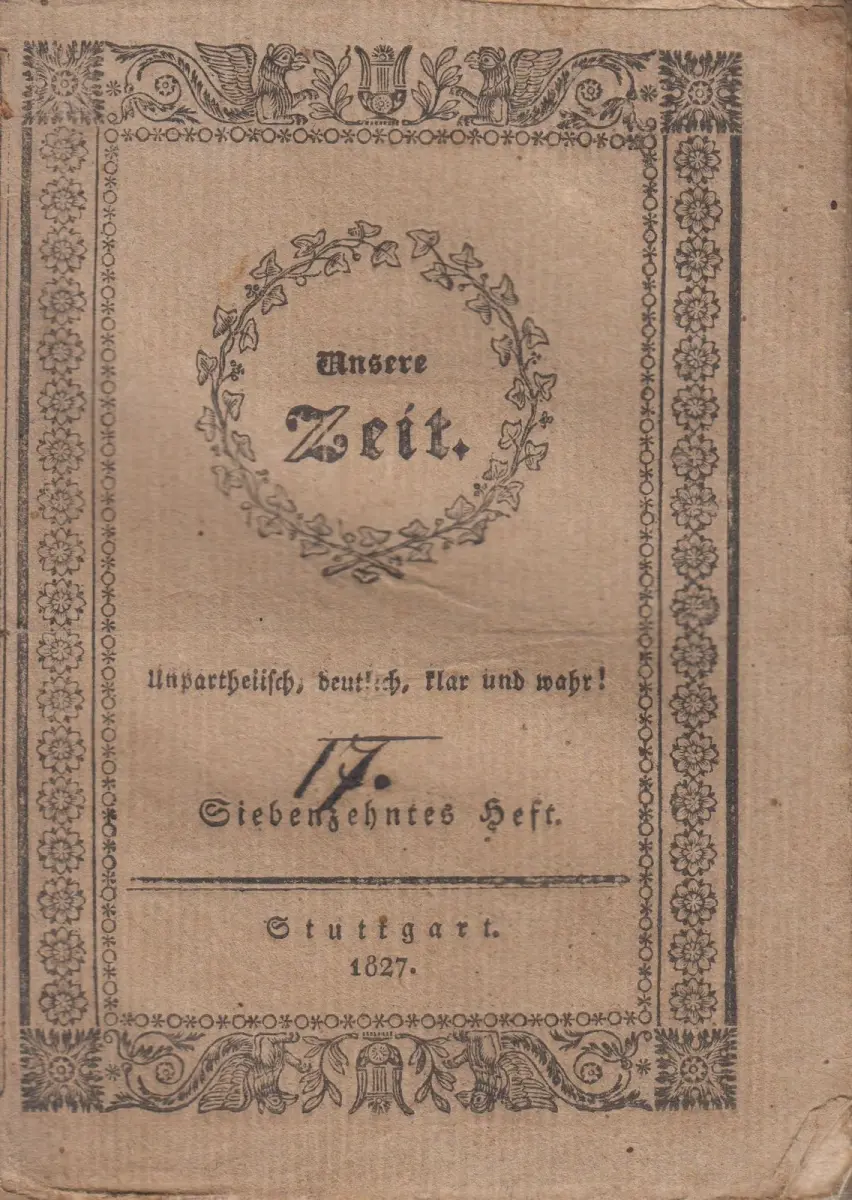 Unsere
Zeit.
Unpartheiisch, deutlich, klar und wahr!
17.
Siebenzehntes Heft.
Stuttgart.
1827.